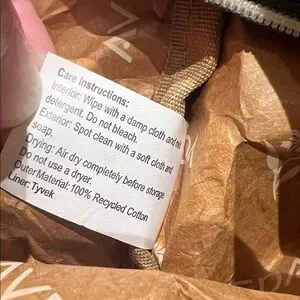 Care Instructions:
Interior: Wipe with a damp cloth and mild
detergent. Do not bleach.
Exterior: Spot clean with a soft cloth and
soap.
Drying: Air dry completely before storage.
Do not use a dryer.
Outer Material: 100% Recycled Cotton
Liner: Tyvek